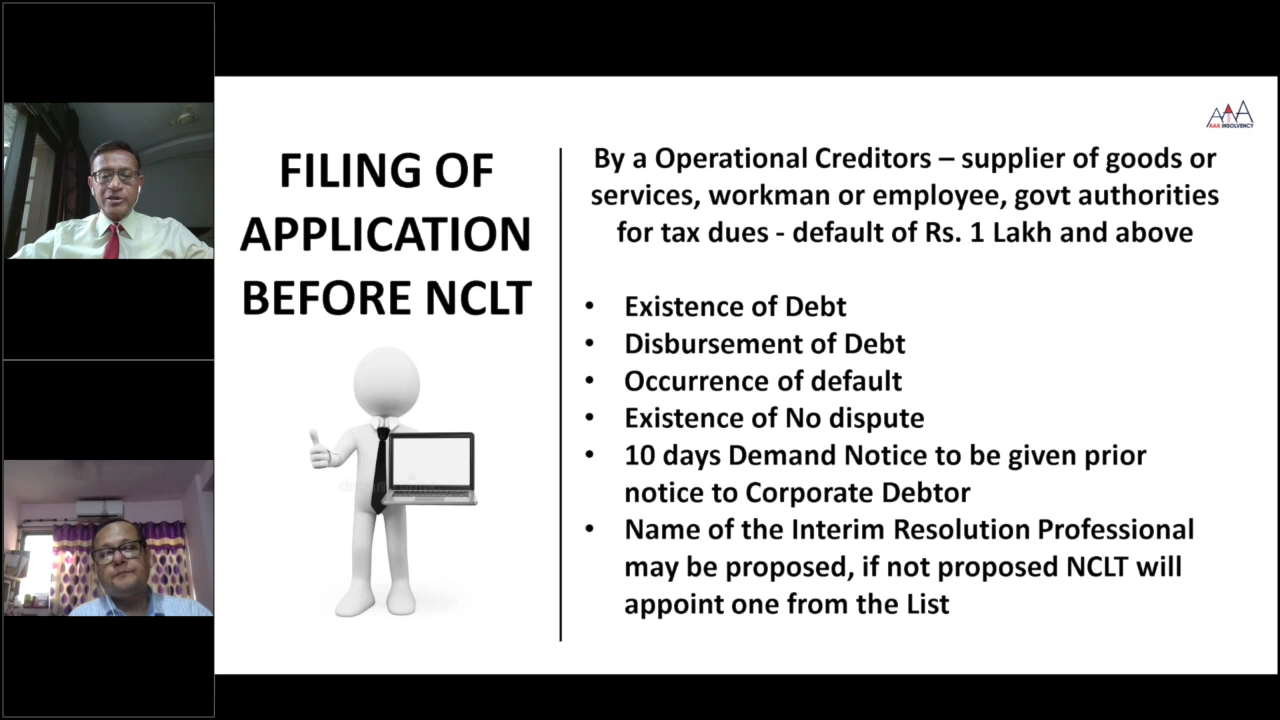 AAA INSOLVENCY
FILING OF
APPLICATION
BEFORE NCLT
By a Operational Creditors – supplier of goods or
services, workman or employee, govt authorities
for tax dues - default of Rs. 1 Lakh and above
• Existence of Debt
• Disbursement of Debt
• Occurrence of default
• Existence of No dispute
• 10 days Demand Notice to be given prior
notice to Corporate Debtor
• Name of the Interim Resolution Professional
may be proposed, if not proposed NCLT will
appoint one from the List